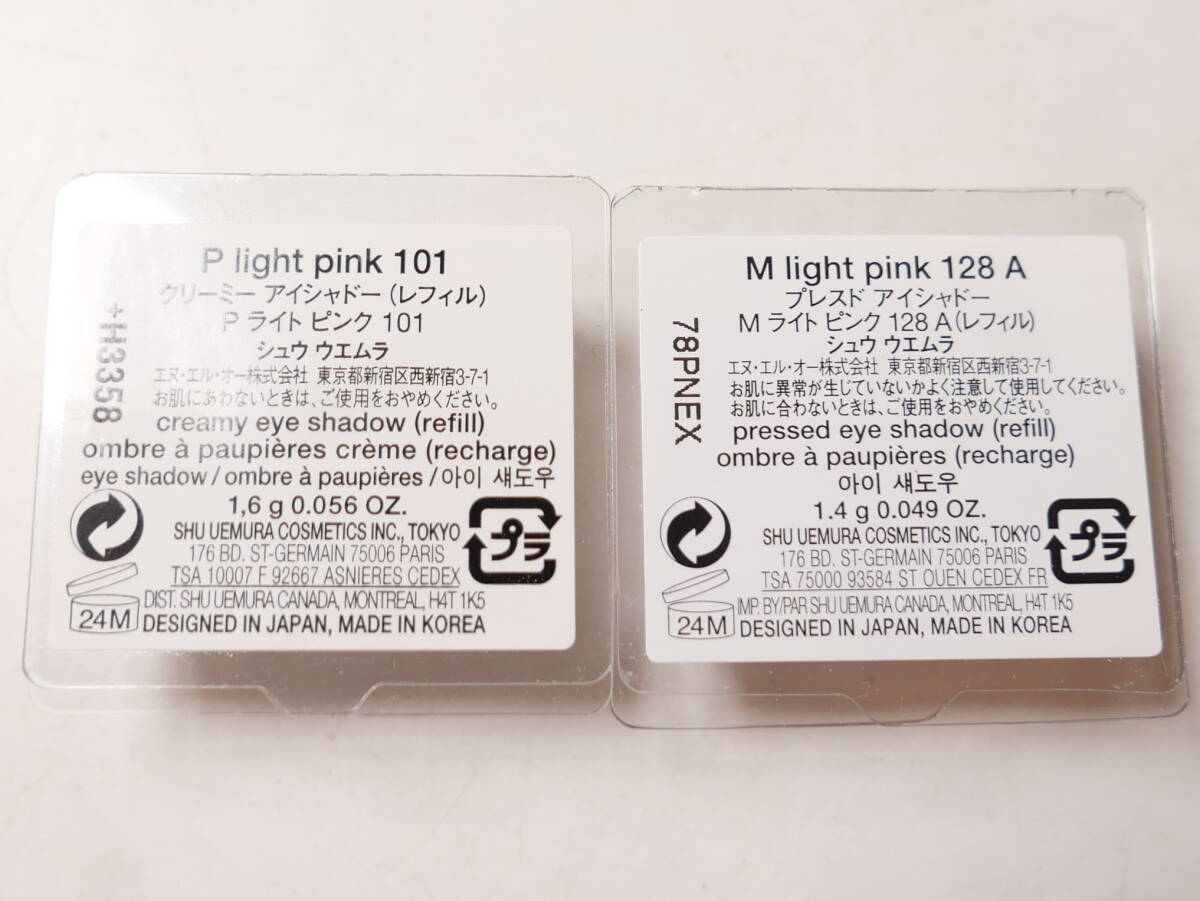 P light pink 101
クリーミー アイシャドー (レフィル)
P ライト ピンク 101
シュウ ウエムラ
エヌ・エル・オー株式会社 東京都新宿区西新宿3-7-1
お肌にあわないときは、ご使用をおやめください。
creamy eye shadow (refill)
ombre à paupières crème (recharge)
eye shadow / ombre à paupières / 아이 섀도우
1,6 g 0.056 OZ.
SHU UEMURA COSMETICS INC., TOKYO
176 BD. ST-GERMAIN 75006 PARIS
TSA 10007 F 92667 ASNIERES CEDEX
DIST. SHU UEMURA CANADA, MONTREAL, H4T 1K5
DESIGNED IN JAPAN, MADE IN KOREA
24M
プラ
+H3358
M light pink 128 A
プレスド アイシャドー
M ライト ピンク 128 A (レフィル)
シュウ ウエムラ
エヌ・エル・オー株式会社 東京都新宿区西新宿3-7-1
お肌に異常が生じていないかよく注意して使用してください。
お肌に合わないときは、ご使用をおやめください。
pressed eye shadow (refill)
ombre à paupières (recharge)
아이 섀도우
1.4 g 0.049 OZ.
SHU UEMURA COSMETICS INC., TOKYO
176 BD. ST-GERMAIN 75006 PARIS
TSA 75000 93584 ST OUEN CEDEX FR
IMP. BY/PAR SHU UEMURA CANADA, MONTREAL, H4T 1K5
DESIGNED IN JAPAN, MADE IN KOREA
24M
プラ
78PNEX